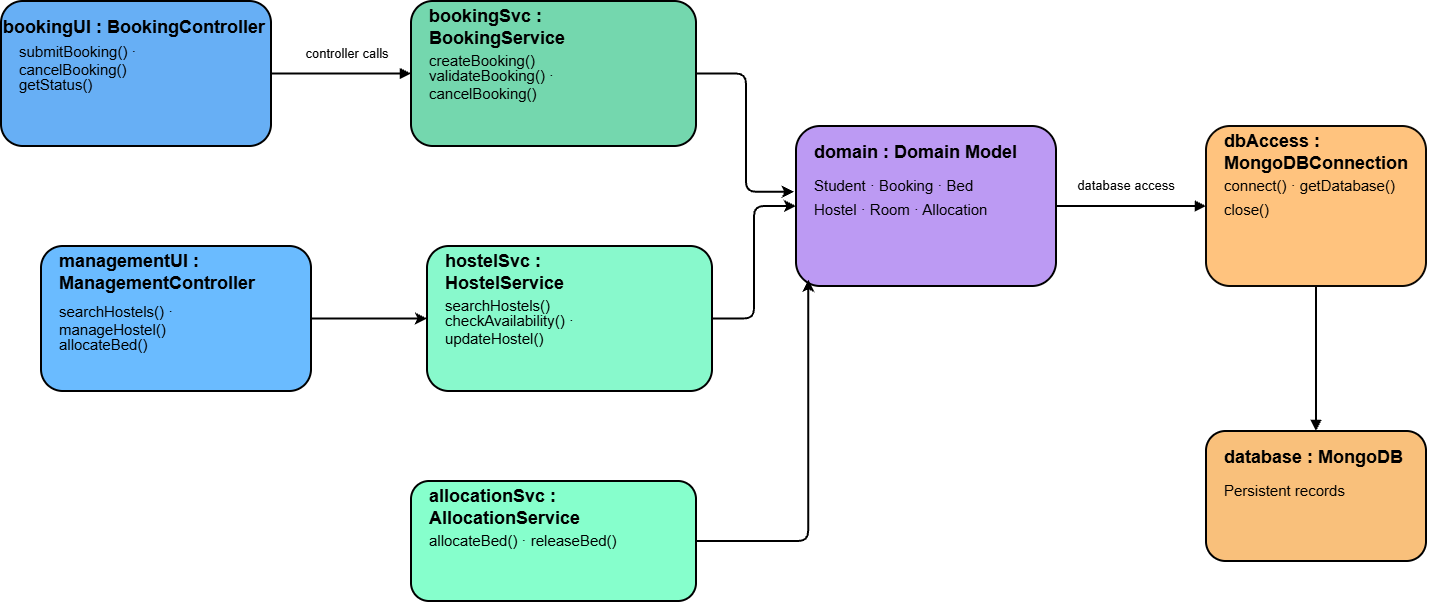 bookingUI : BookingController
submitBooking() ·
cancelBooking()
getStatus()
controller calls
bookingSvc :
BookingService
createBooking()
validateBooking() ·
cancelBooking()
domain : Domain Model
Student · Booking · Bed
Hostel · Room · Allocation
database access
dbAccess :
MongoDBConnection
connect() · getDatabase()
close()
managementUI :
ManagementController
searchHostels() ·
manageHostel()
allocateBed()
hostelSvc :
HostelService
searchHostels()
checkAvailability() ·
updateHostel()
allocationSvc :
AllocationService
allocateBed() · releaseBed()
database : MongoDB
Persistent records